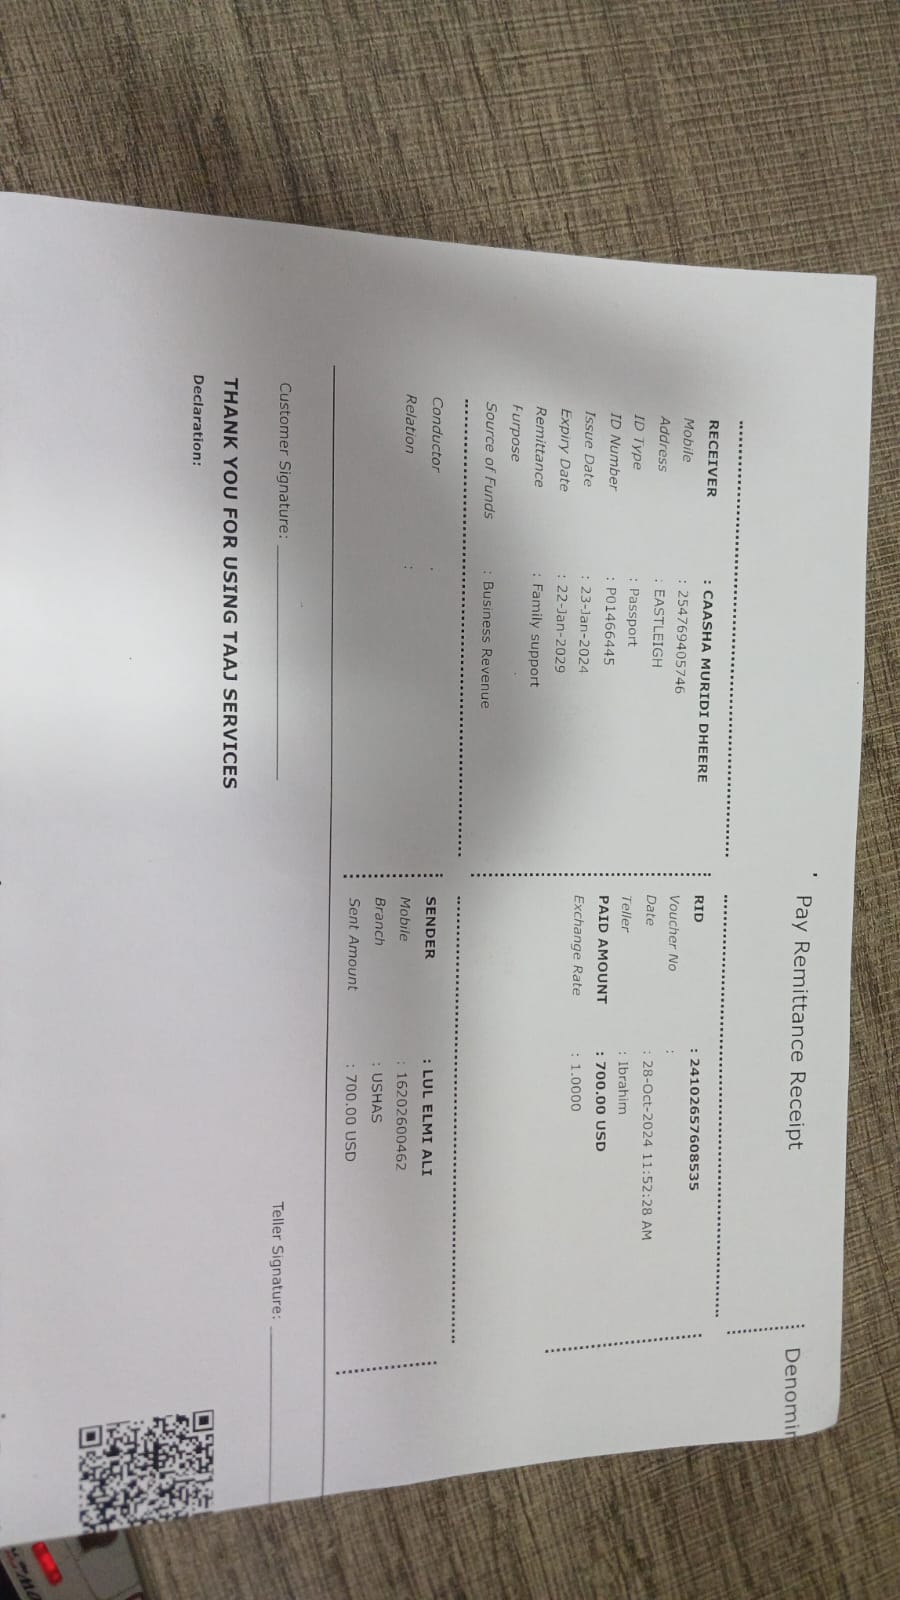 Pay Remittance Receipt
Denomin
RECEIVER : CAASHA MURIDI DHEERE
Mobile : 254769405746
Address : EASTLEIGH
ID Type : Passport
ID Number : P01466445
Issue Date : 23-Jan-2024
Expiry Date : 22-Jan-2029
Remittance : Family support
Purpose
Source of Funds : Business Revenue
RID : 24102657608535
Voucher No :
Date : 28-Oct-2024 11:52:28 AM
Teller : Ibrahim
PAID AMOUNT : 700.00 USD
Exchange Rate : 1.0000
Conductor :
Relation :
SENDER : LUL ELMI ALI
Mobile : 16202600462
Branch : USHAS
Sent Amount : 700.00 USD
Customer Signature:
Teller Signature:
THANK YOU FOR USING TAAJ SERVICES
Declaration: